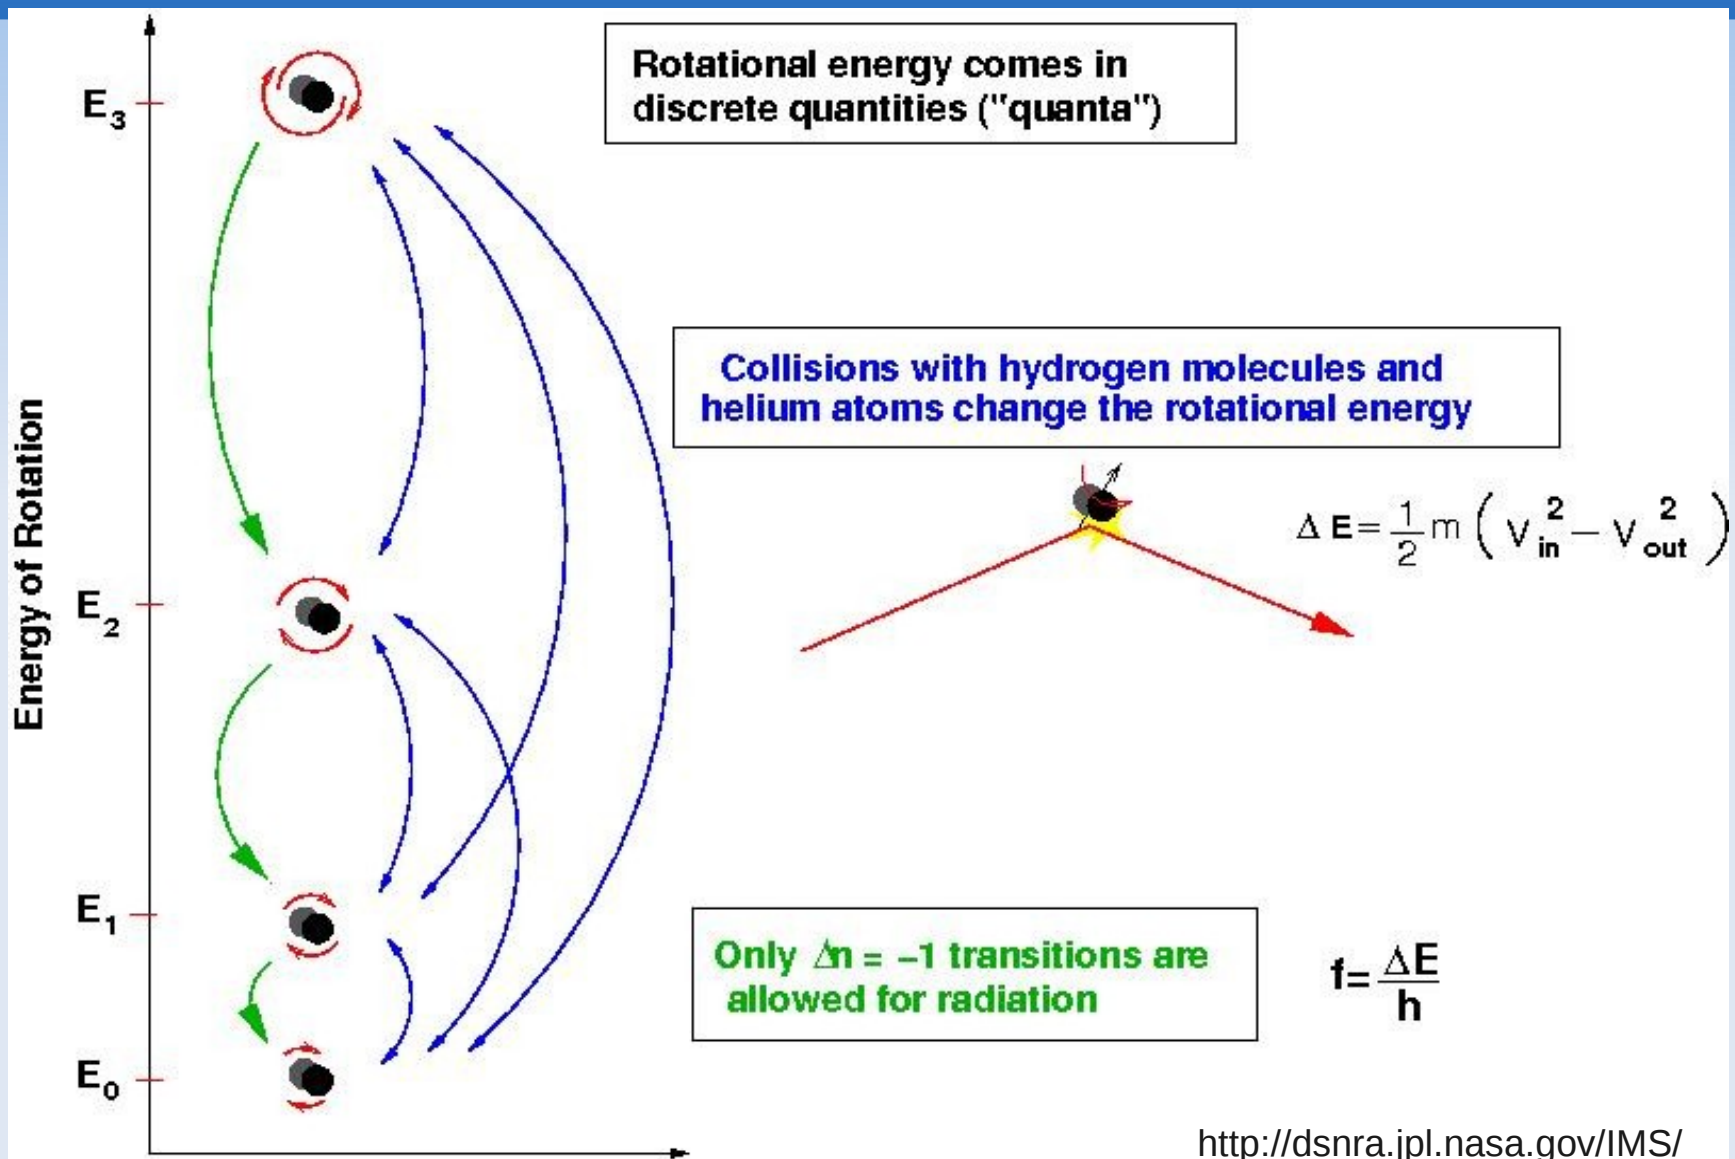 Rotational energy comes in
discrete quantities ("quanta")
E3
Collisions with hydrogen molecules and
helium atoms change the rotational energy
Energy of Rotation
ΔE = 1/2 m (V_in^2 − V_out^2)
E2
E1
Only Δn = −1 transitions are
allowed for radiation
f = ΔE/h
E0
http://dsnra.jpl.nasa.gov/IMS/